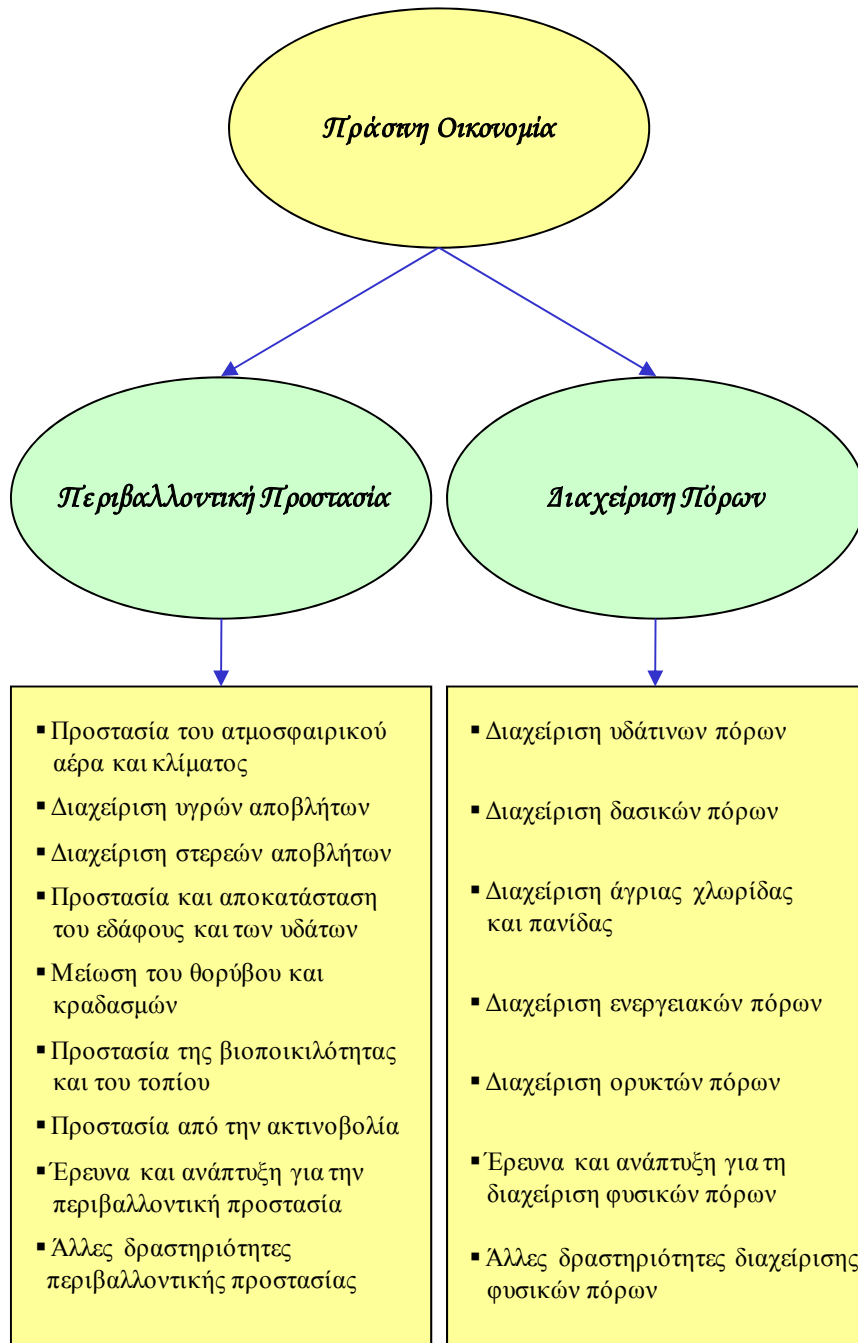 Πράσινη Οικονομία
Περιβαλλοντική Προστασία
Διαχείριση Πόρων
▪ Προστασία του ατμοσφαιρικού
αέρα και κλίματος
▪ Διαχείριση υγρών αποβλήτων
▪ Διαχείριση στερεών αποβλήτων
▪ Προστασία και αποκατάσταση
του εδάφους και των υδάτων
▪ Μείωση του θορύβου και
κραδασμών
▪ Προστασία της βιοποικιλότητας
και του τοπίου
▪ Προστασία από την ακτινοβολία
▪ Έρευνα και ανάπτυξη για την
περιβαλλοντική προστασία
▪ Άλλες δραστηριότητες
περιβαλλοντικής προστασίας
▪ Διαχείριση υδάτινων πόρων
▪ Διαχείριση δασικών πόρων
▪ Διαχείριση άγριας χλωρίδας
και πανίδας
▪ Διαχείριση ενεργειακών πόρων
▪ Διαχείριση ορυκτών πόρων
▪ Έρευνα και ανάπτυξη για τη
διαχείριση φυσικών πόρων
▪ Άλλες δραστηριότητες διαχείρισης
φυσικών πόρων